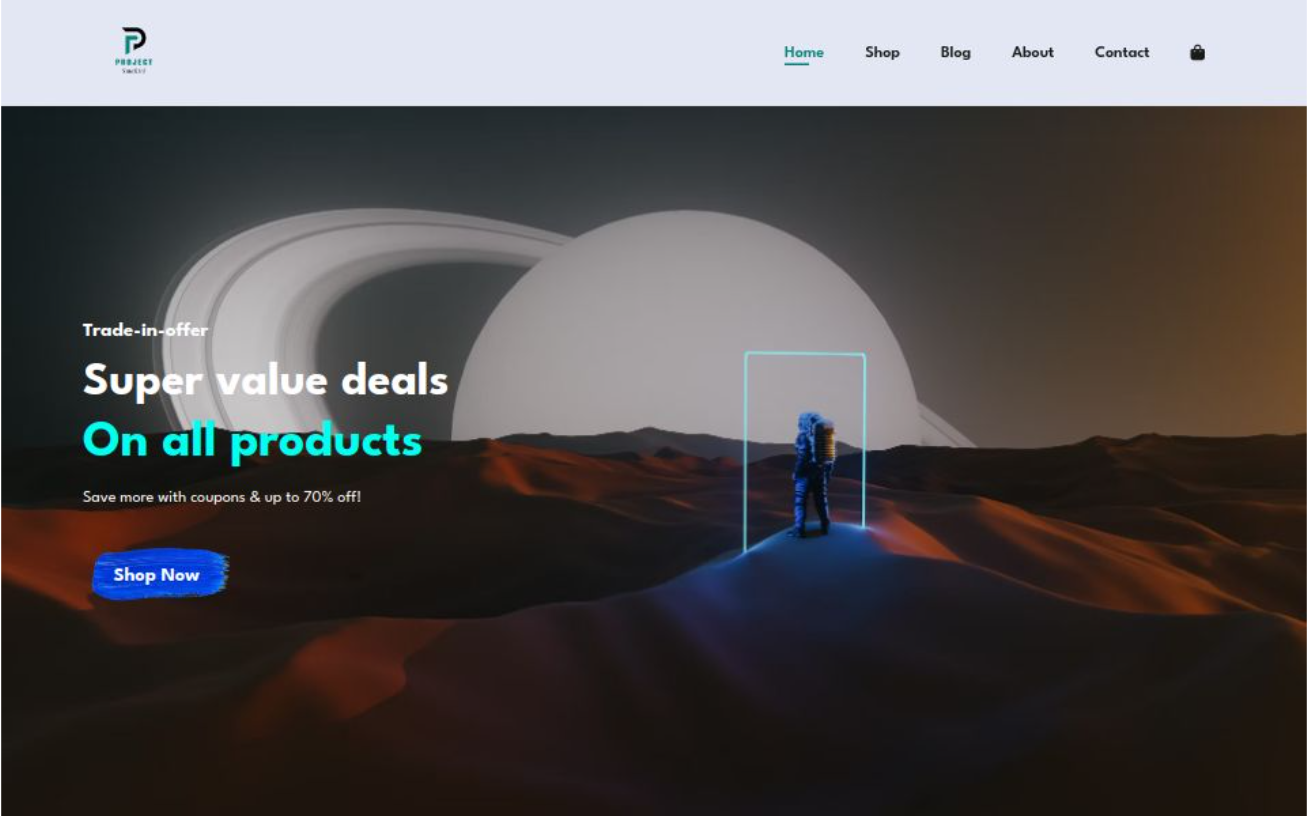 PROJECT
Home
Shop
Blog
About
Contact
Trade-in-offer
Super value deals
On all products
Save more with coupons & up to 70% off!
Shop Now